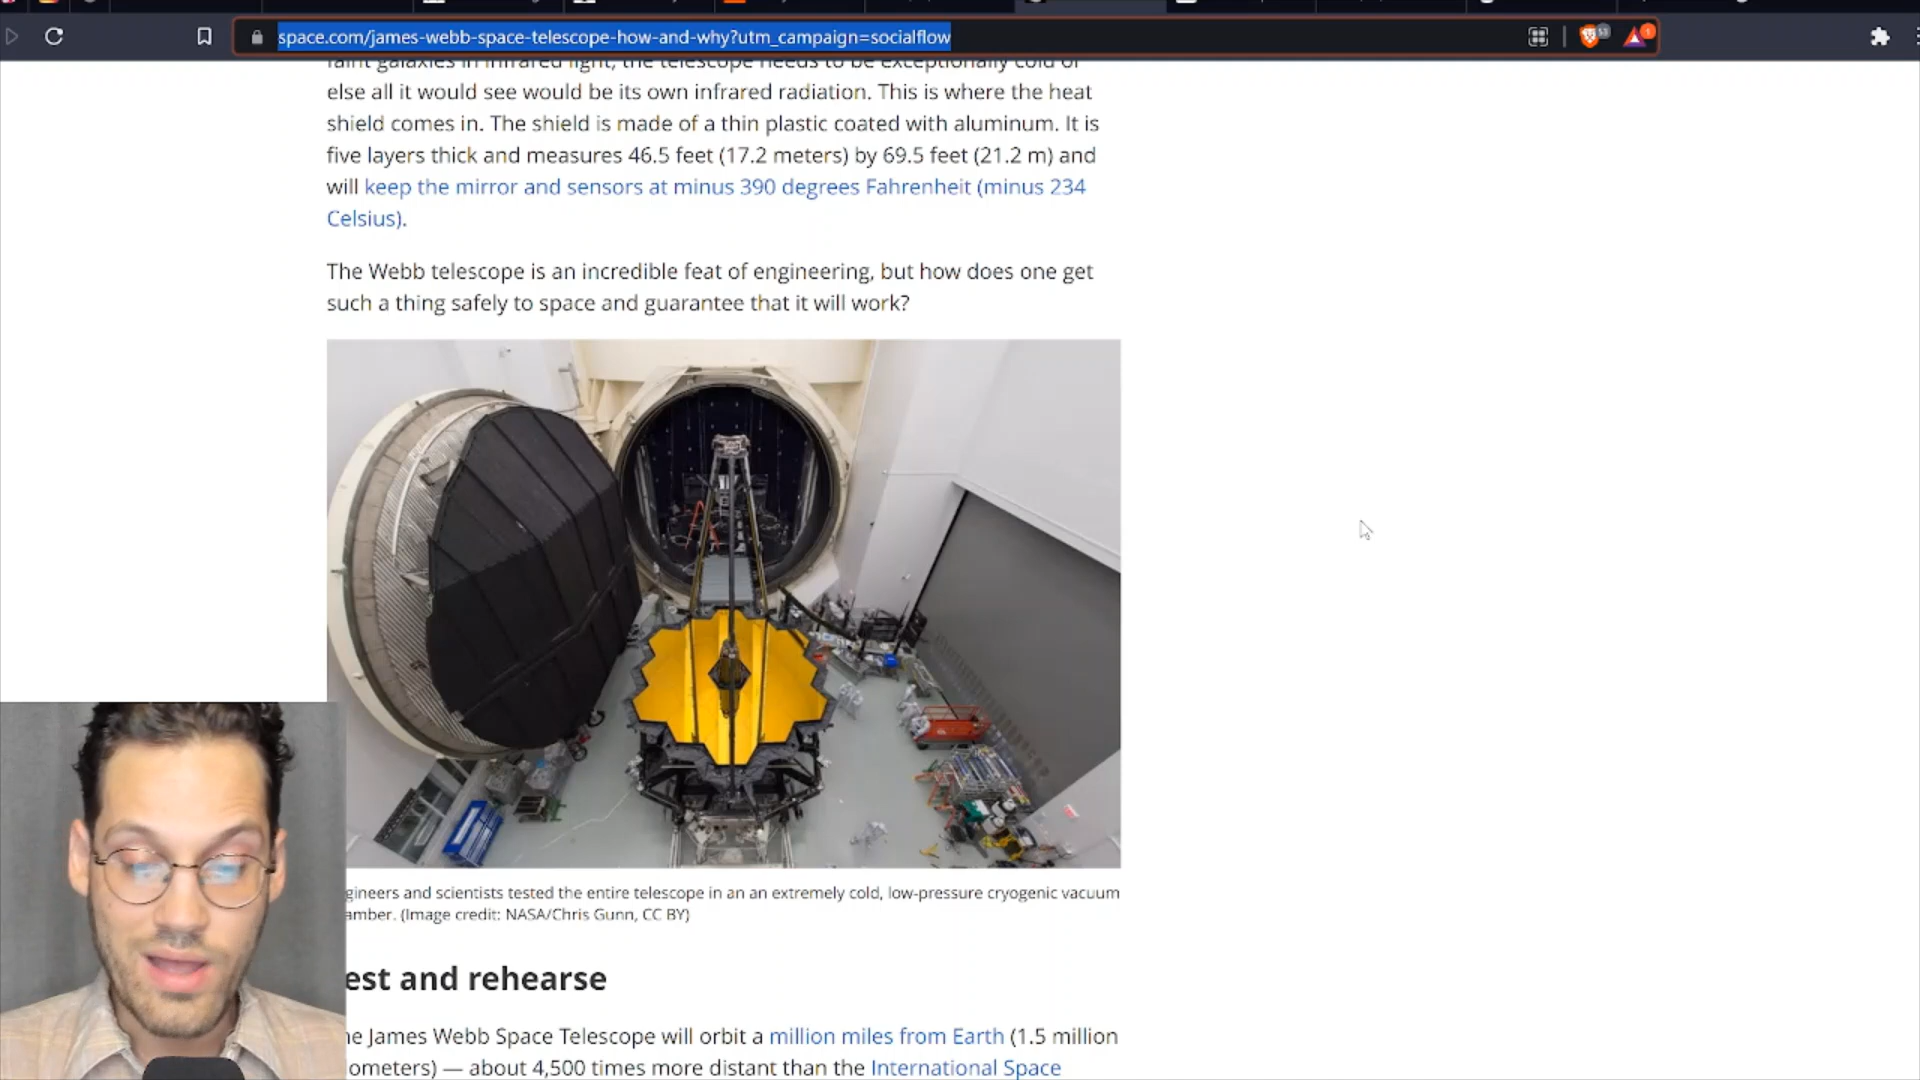 space.com/james-webb-space-telescope-how-and-why?utm_campaign=socialflow
faint galaxies in infrared light, the telescope needs to be exceptionally cold or
else all it would see would be its own infrared radiation. This is where the heat
shield comes in. The shield is made of a thin plastic coated with aluminum. It is
five layers thick and measures 46.5 feet (17.2 meters) by 69.5 feet (21.2 m) and
will keep the mirror and sensors at minus 390 degrees Fahrenheit (minus 234
Celsius).
The Webb telescope is an incredible feat of engineering, but how does one get
such a thing safely to space and guarantee that it will work?
gineers and scientists tested the entire telescope in an an extremely cold, low-pressure cryogenic vacuum
amber. (Image credit: NASA/Chris Gunn, CC BY)
est and rehearse
ne James Webb Space Telescope will orbit a million miles from Earth (1.5 million
ometers) — about 4,500 times more distant than the International Space